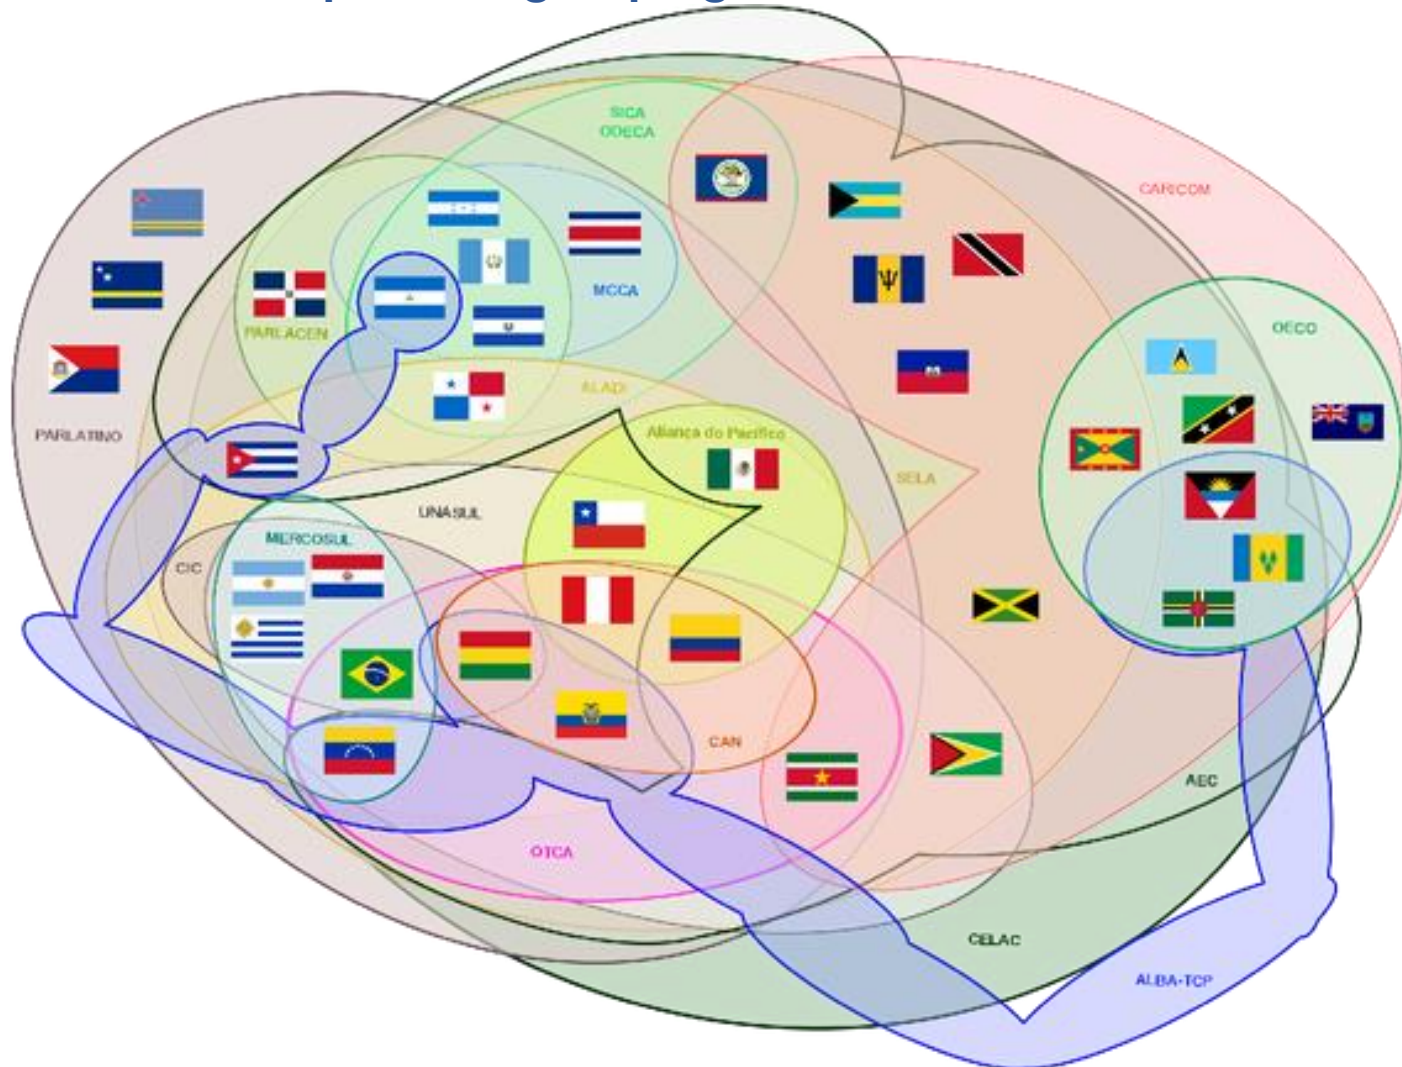 SICA
ODECA
CARICOM
MCCA
OECO
PARLACEN
ALADI
PARLATINO
Aliança do Pacífico
SELA
UNASUL
MERCOSUL
CIC
CAN
AEC
OTCA
CELAC
ALBA-TCP